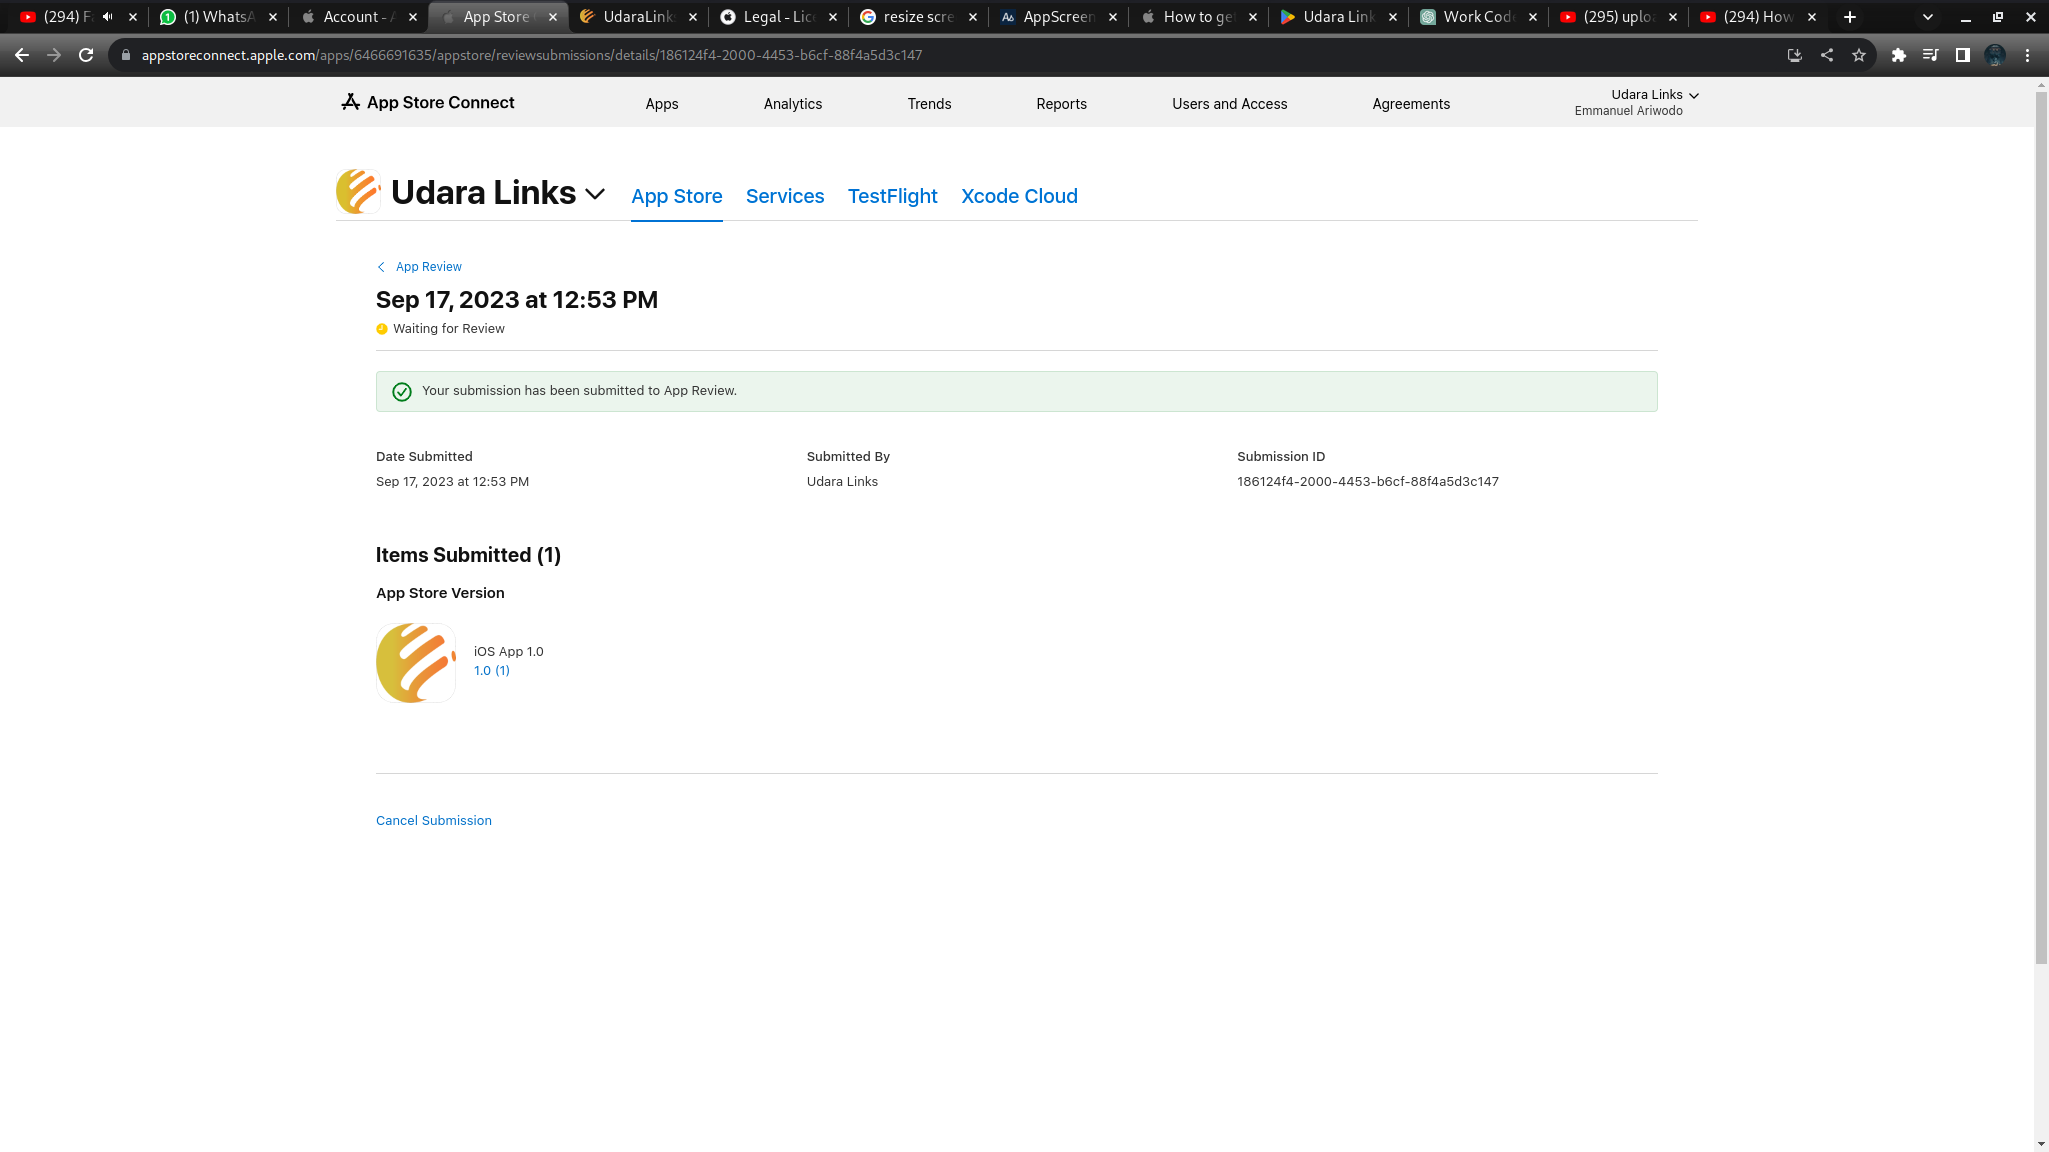 (294) F
(1) WhatsA
Account - A
App Store
UdaraLink
Legal - Lic
resize scre
AppScreen
How to get
Udara Link
Work Code
(295) uplo
(294) How
appstoreconnect.apple.com/apps/6466691635/appstore/reviewsubmissions/details/186124f4-2000-4453-b6cf-88f4a5d3c147
App Store Connect
Apps
Analytics
Trends
Reports
Users and Access
Agreements
Udara Links
Emmanuel Ariwodo
Udara Links
App Store
Services
TestFlight
Xcode Cloud
App Review
Sep 17, 2023 at 12:53 PM
Waiting for Review
Your submission has been submitted to App Review.
Date Submitted
Submitted By
Submission ID
Sep 17, 2023 at 12:53 PM
Udara Links
186124f4-2000-4453-b6cf-88f4a5d3c147
Items Submitted (1)
App Store Version
iOS App 1.0
1.0 (1)
Cancel Submission